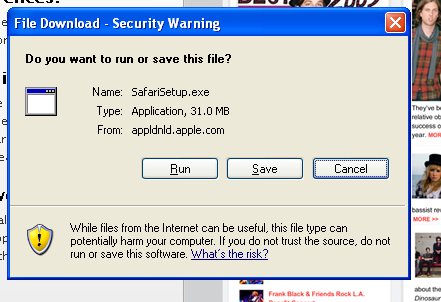 File Download - Security Warning
Do you want to run or save this file?
Name: SafariSetup.exe
Type: Application, 31.0 MB
From: appldnld.apple.com
Run
Save
Cancel
While files from the Internet can be useful, this file type can
potentially harm your computer. If you do not trust the source, do not
run or save this software. What's the risk?
They've be
relative ob
success o
year. MORE
bassist rev
MORE >>
Frank Black & Friends Rock L.A.
about the
Dinosaur